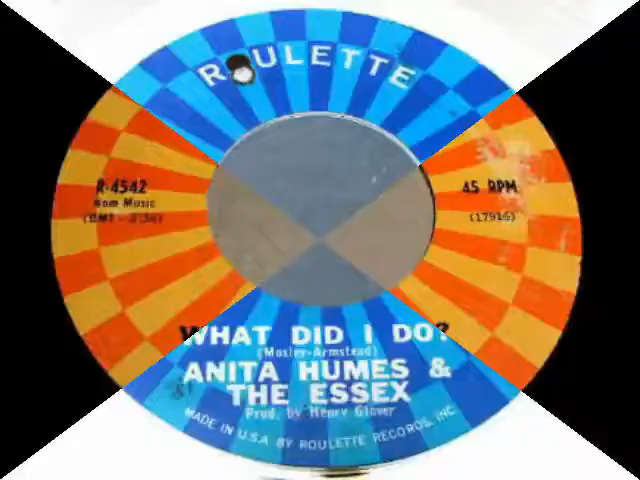 ROULETTE
R-4542
Nom Music
(BMI - 2:36)
45 RPM
(17916)
WHAT DID I DO?
(Mosley-Armstead)
ANITA HUMES &
THE ESSEX
Prod. by Henry Glover
MADE IN U.S.A. BY ROULETTE RECORDS, INC